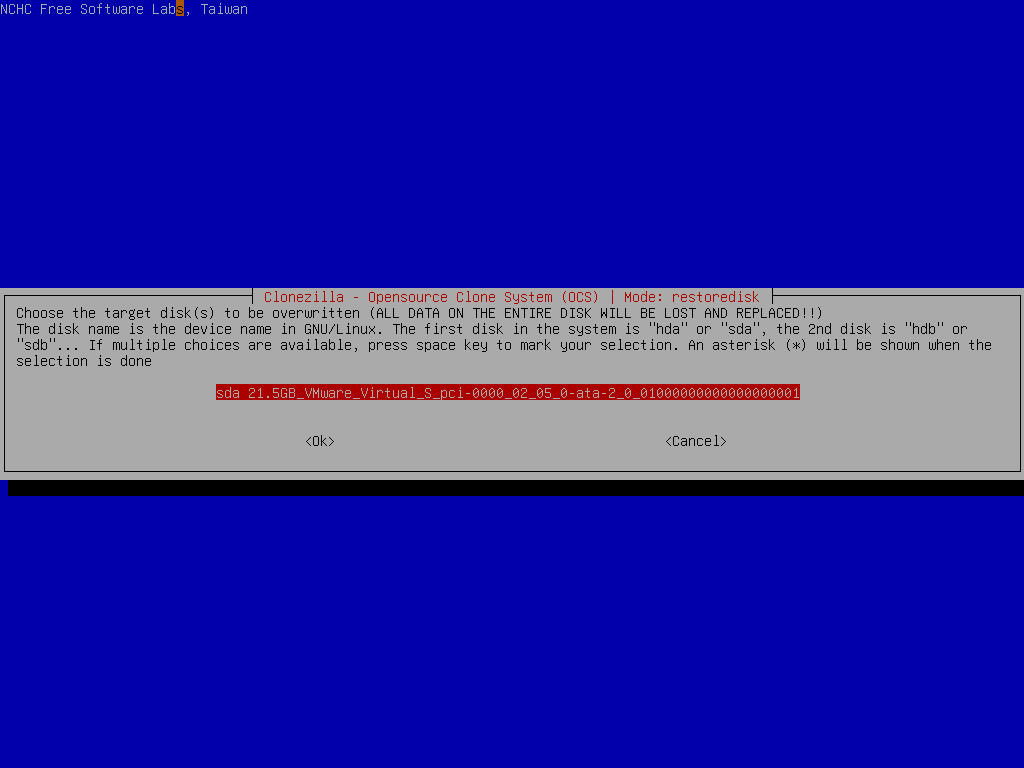 NCHC Free Software Labs, Taiwan
Clonezilla - Opensource Clone System (OCS) | Mode: restoredisk
Choose the target disk(s) to be overwritten (ALL DATA ON THE ENTIRE DISK WILL BE LOST AND REPLACED!!)
The disk name is the device name in GNU/Linux. The first disk in the system is "hda" or "sda", the 2nd disk is "hdb" or
"sdb"... If multiple choices are available, press space key to mark your selection. An asterisk (*) will be shown when the
selection is done
sda 21.5GB_VMware_Virtual_S_pci-0000_02_05_0-ata-2_0_01000000000000000001
<Ok> <Cancel>